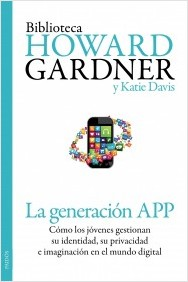 Biblioteca
HOWARD
GARDNER
y Katie Davis
La generación APP
Cómo los jóvenes gestionan
su identidad, su privacidad
e imaginación en el mundo digital
PAIDÓS